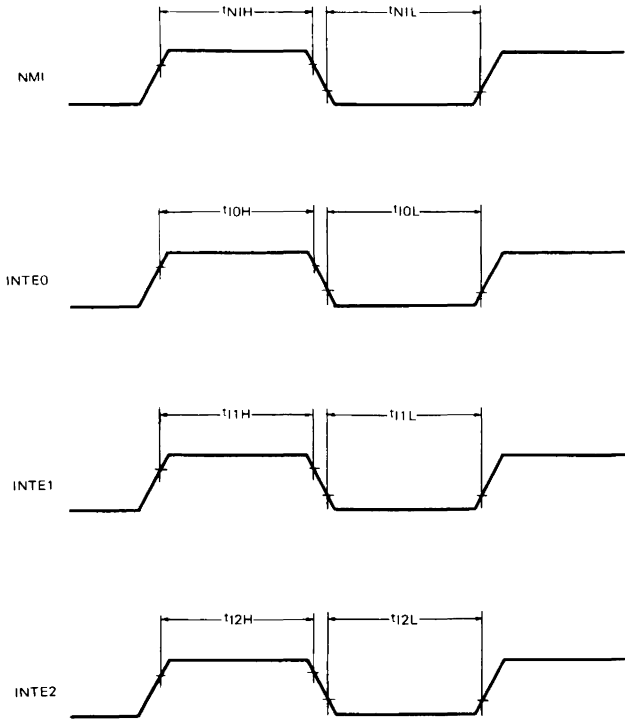 tNIH tNIL
NMI
tI0H tI0L
INTE0
tI1H tI1L
INTE1
tI2H tI2L
INTE2